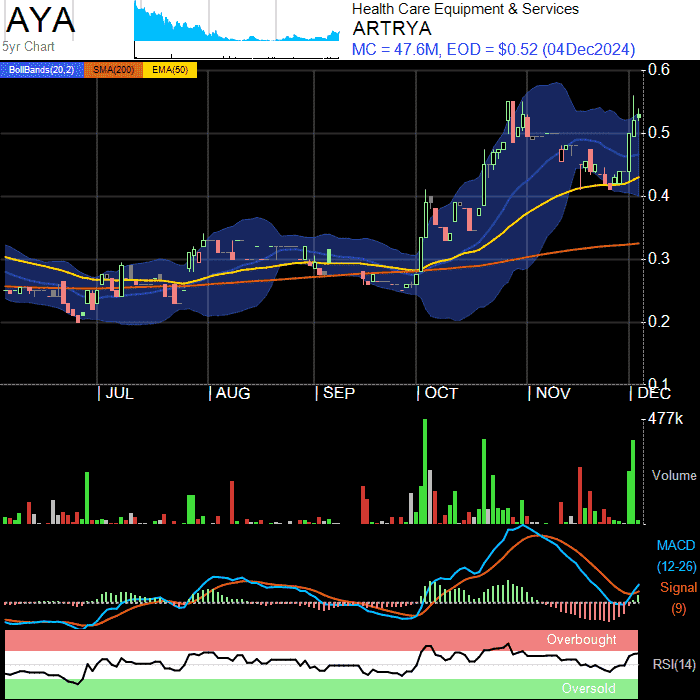 AYA
5yr Chart
Health Care Equipment & Services
ARTRYA
MC = 47.6M, EOD = $0.52 (04Dec2024)
BollBands(20,2) SMA(200) EMA(50)
0.6
0.5
0.4
0.3
0.2
0.1
JUL AUG SEP OCT NOV DEC
477k
Volume
MACD
(12-26)
Signal
(9)
Overbought
RSI(14)
Oversold